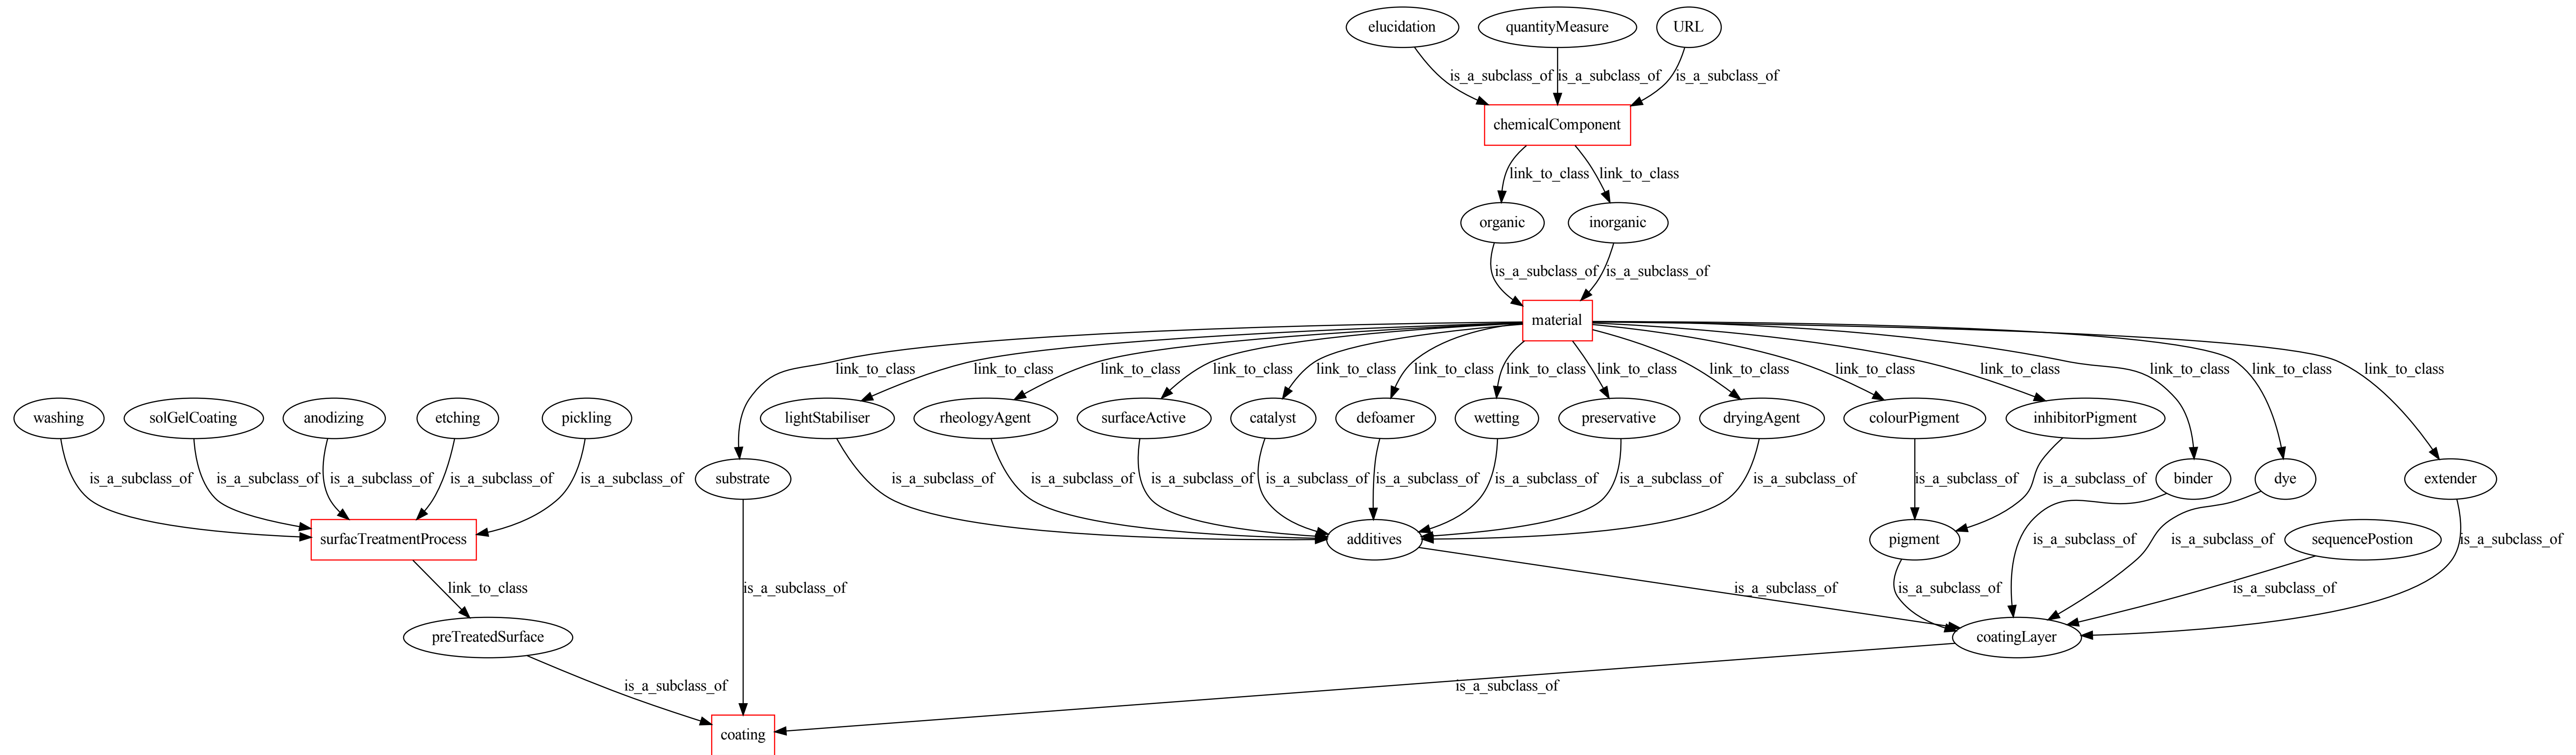 elucidation quantityMeasure URL
is_a_subclass_of is_a_subclass_of is_a_subclass_of
chemicalComponent
link_to_class link_to_class
organic inorganic
is_a_subclass_of is_a_subclass_of
material
link_to_class link_to_class link_to_class link_to_class link_to_class link_to_class link_to_class link_to_class link_to_class link_to_class link_to_class link_to_class link_to_class link_to_class
washing solGelCoating anodizing etching pickling lightStabiliser rheologyAgent surfaceActive catalyst defoamer wetting preservative dryingAgent colourPigment inhibitorPigment
is_a_subclass_of is_a_subclass_of is_a_subclass_of is_a_subclass_of is_a_subclass_of substrate is_a_subclass_of is_a_subclass_of is_a_subclass_of is_a_subclass_of is_a_subclass_of is_a_subclass_of is_a_subclass_of is_a_subclass_of is_a_subclass_of is_a_subclass_of binder dye extender
surfacTreatmentProcess additives pigment is_a_subclass_of is_a_subclass_of sequencePostion is_a_subclass_of
link_to_class is_a_subclass_of is_a_subclass_of is_a_subclass_of is_a_subclass_of
preTreatedSurface coatingLayer
is_a_subclass_of is_a_subclass_of
coating